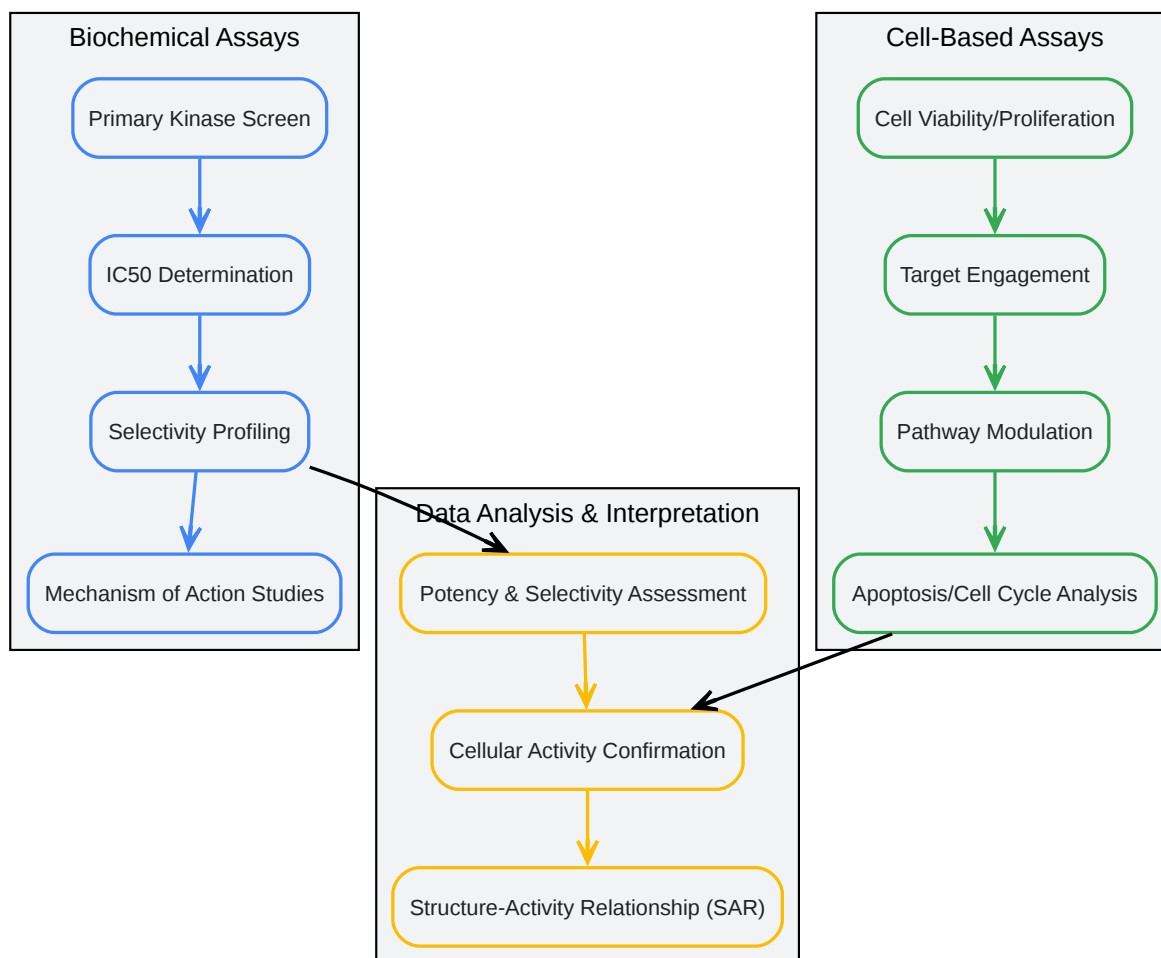 Biochemical Assays
Primary Kinase Screen
IC50 Determination
Selectivity Profiling
Mechanism of Action Studies
Cell-Based Assays
Cell Viability/Proliferation
Target Engagement
Pathway Modulation
Apoptosis/Cell Cycle Analysis
Data Analysis & Interpretation
Potency & Selectivity Assessment
Cellular Activity Confirmation
Structure-Activity Relationship (SAR)